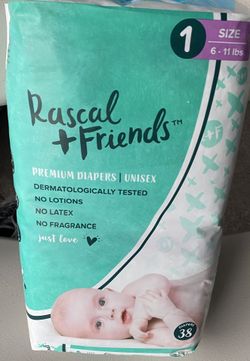 1
SIZE
6 - 11 lbs
Rascal
+Friends™
PREMIUM DIAPERS | UNISEX
DERMATOLOGICALLY TESTED
NO LOTIONS
NO LATEX
NO FRAGRANCE
just love
+F
DIAPERS
38